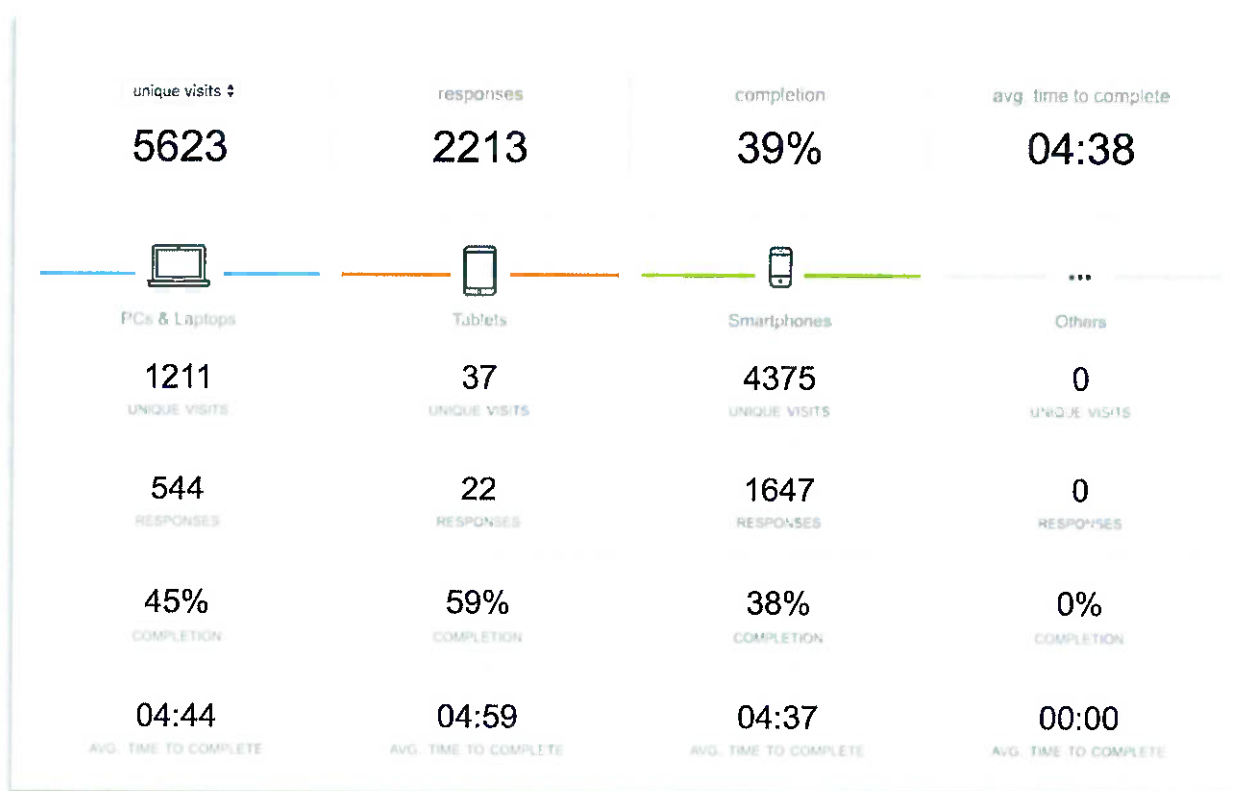 unique visits
responses
completion
avg. time to complete
5623
2213
39%
04:38
PCs & Laptops
Tablets
Smartphones
Others
1211
37
4375
0
UNIQUE VISITS
UNIQUE VISITS
UNIQUE VISITS
UNIQUE VISITS
544
22
1647
0
RESPONSES
RESPONSES
RESPONSES
RESPONSES
45%
59%
38%
0%
COMPLETION
COMPLETION
COMPLETION
COMPLETION
04:44
04:59
04:37
00:00
AVG. TIME TO COMPLETE
AVG. TIME TO COMPLETE
AVG. TIME TO COMPLETE
AVG. TIME TO COMPLETE